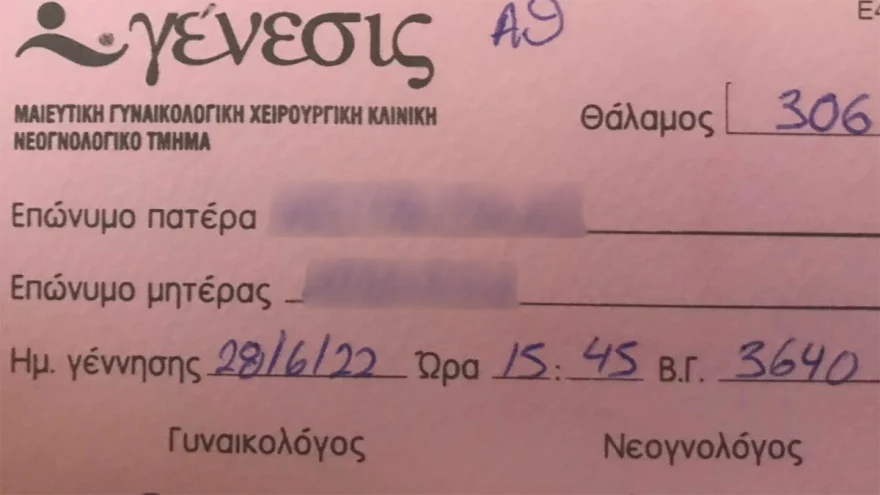 γένεσις Α9 Ε4
ΜΑΙΕΥΤΙΚΗ ΓΥΝΑΙΚΟΛΟΓΙΚΗ ΧΕΙΡΟΥΡΓΙΚΗ ΚΛΙΝΙΚΗ
ΝΕΟΓΝΟΛΟΓΙΚΟ ΤΜΗΜΑ
Θάλαμος 306
Επώνυμο πατέρα
Επώνυμο μητέρας
Ημ. γέννησης 28/6/22 Ώρα 15:45 Β.Γ. 3640
Γυναικολόγος Νεογνολόγος